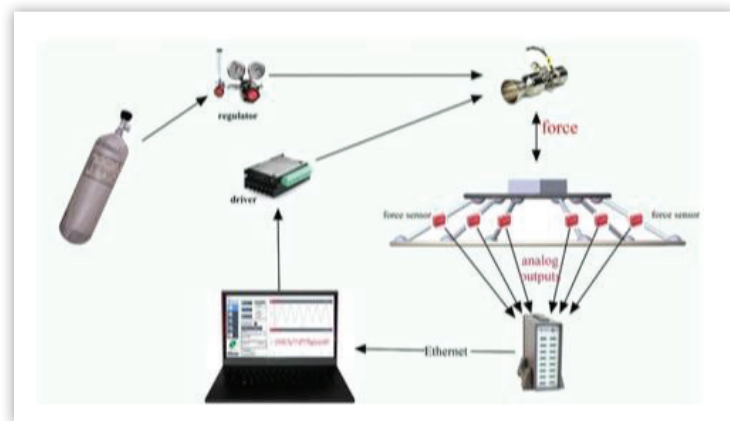 regulator
force
driver
force sensor
force sensor
analog
outputs
Ethernet